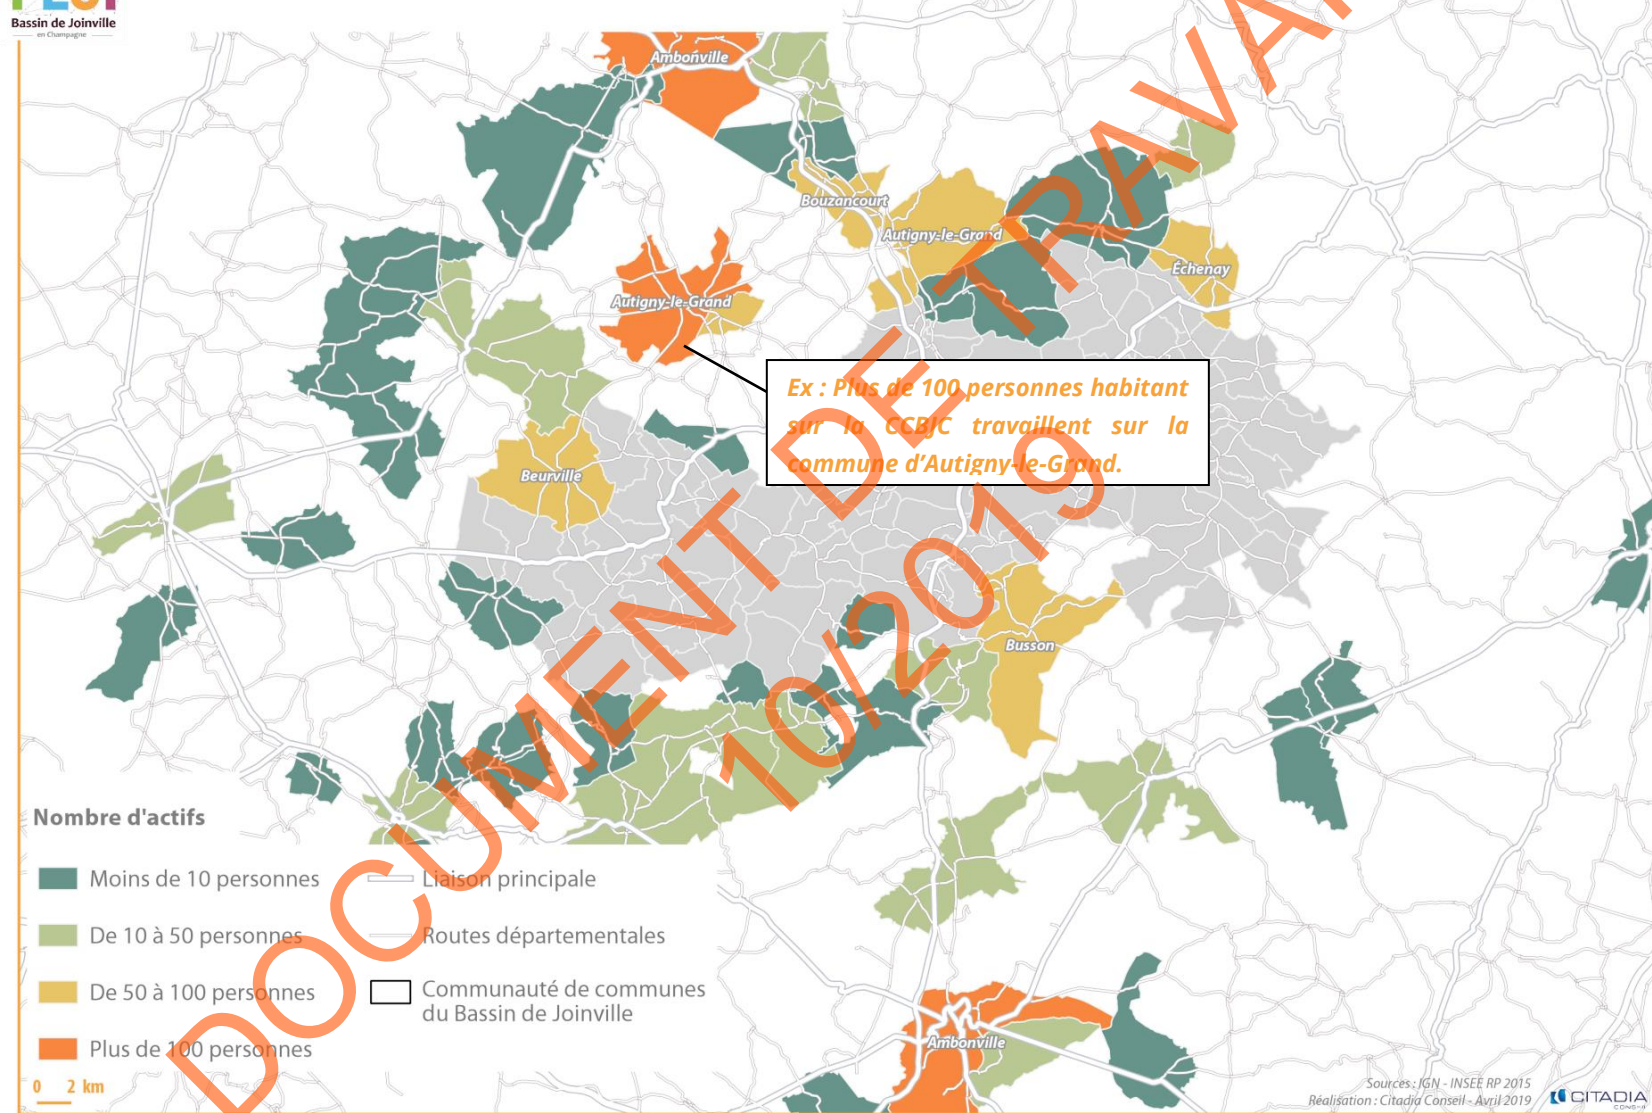 PLUi
Bassin de Joinville
en Champagne
Ambonville
Bouzancourt
Autigny-le-Grand
Échenay
Autigny-le-Grand
Ex : Plus de 100 personnes habitant
sur la CCBJC travaillent sur la
commune d'Autigny-le-Grand.
Beurville
Busson
DOCUMENT DE TRAVAI
10/2019
Nombre d'actifs
Moins de 10 personnes
De 10 à 50 personnes
De 50 à 100 personnes
Plus de 100 personnes
Liaison principale
Routes départementales
Communauté de communes
du Bassin de Joinville
0 2 km
Ambonville
Sources : IGN - INSEE RP 2015
Réalisation : Citadia Conseil - Avril 2019
CITADIA
CONSEIL